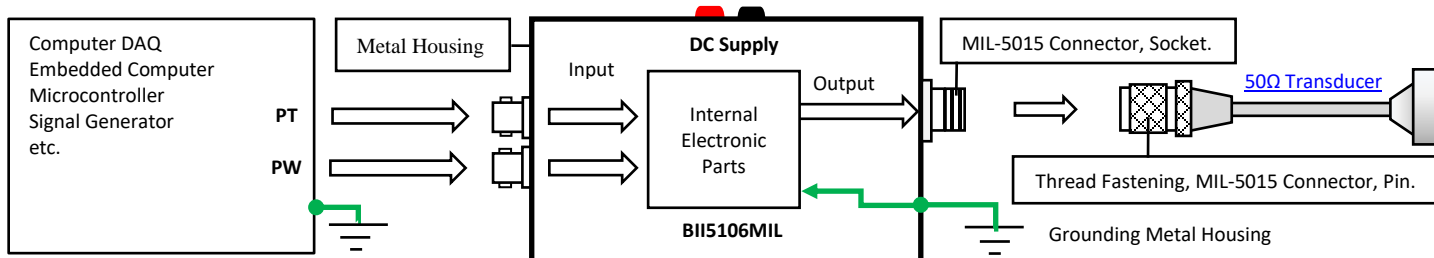 Computer DAQ
Embedded Computer
Microcontroller
Signal Generator
etc.
PT
PW
Metal Housing
DC Supply
Input
Output
Internal
Electronic
Parts
BII5106MIL
MIL-5015 Connector, Socket.
50Ω Transducer
Thread Fastening, MIL-5015 Connector, Pin.
Grounding Metal Housing